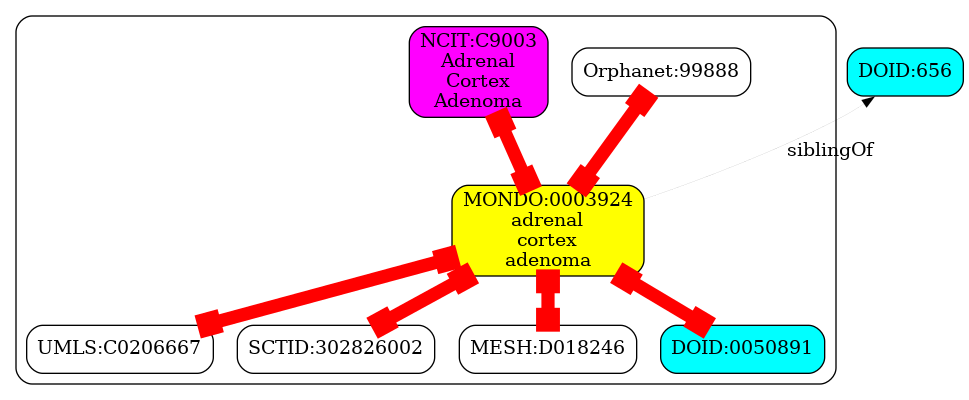 NCIT:C9003
Adrenal
Cortex
Adenoma
Orphanet:99888
DOID:656
siblingOf
MONDO:0003924
adrenal
cortex
adenoma
UMLS:C0206667
SCTID:302826002
MESH:D018246
DOID:0050891